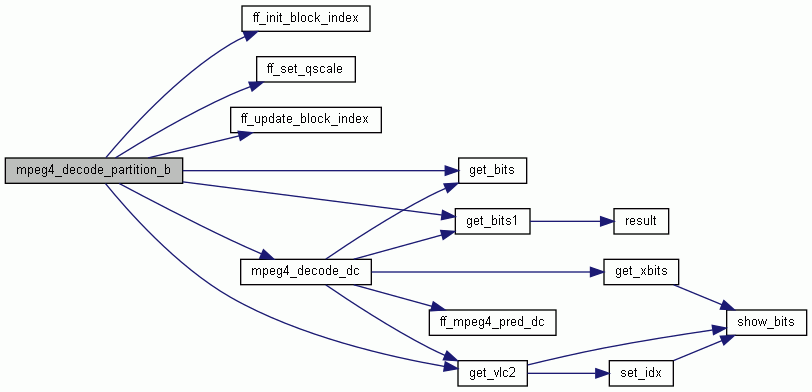 ff_init_block_index
ff_set_qscale
ff_update_block_index
mpeg4_decode_partition_b
get_bits
get_bits1
result
mpeg4_decode_dc
get_xbits
ff_mpeg4_pred_dc
show_bits
get_vlc2
set_idx